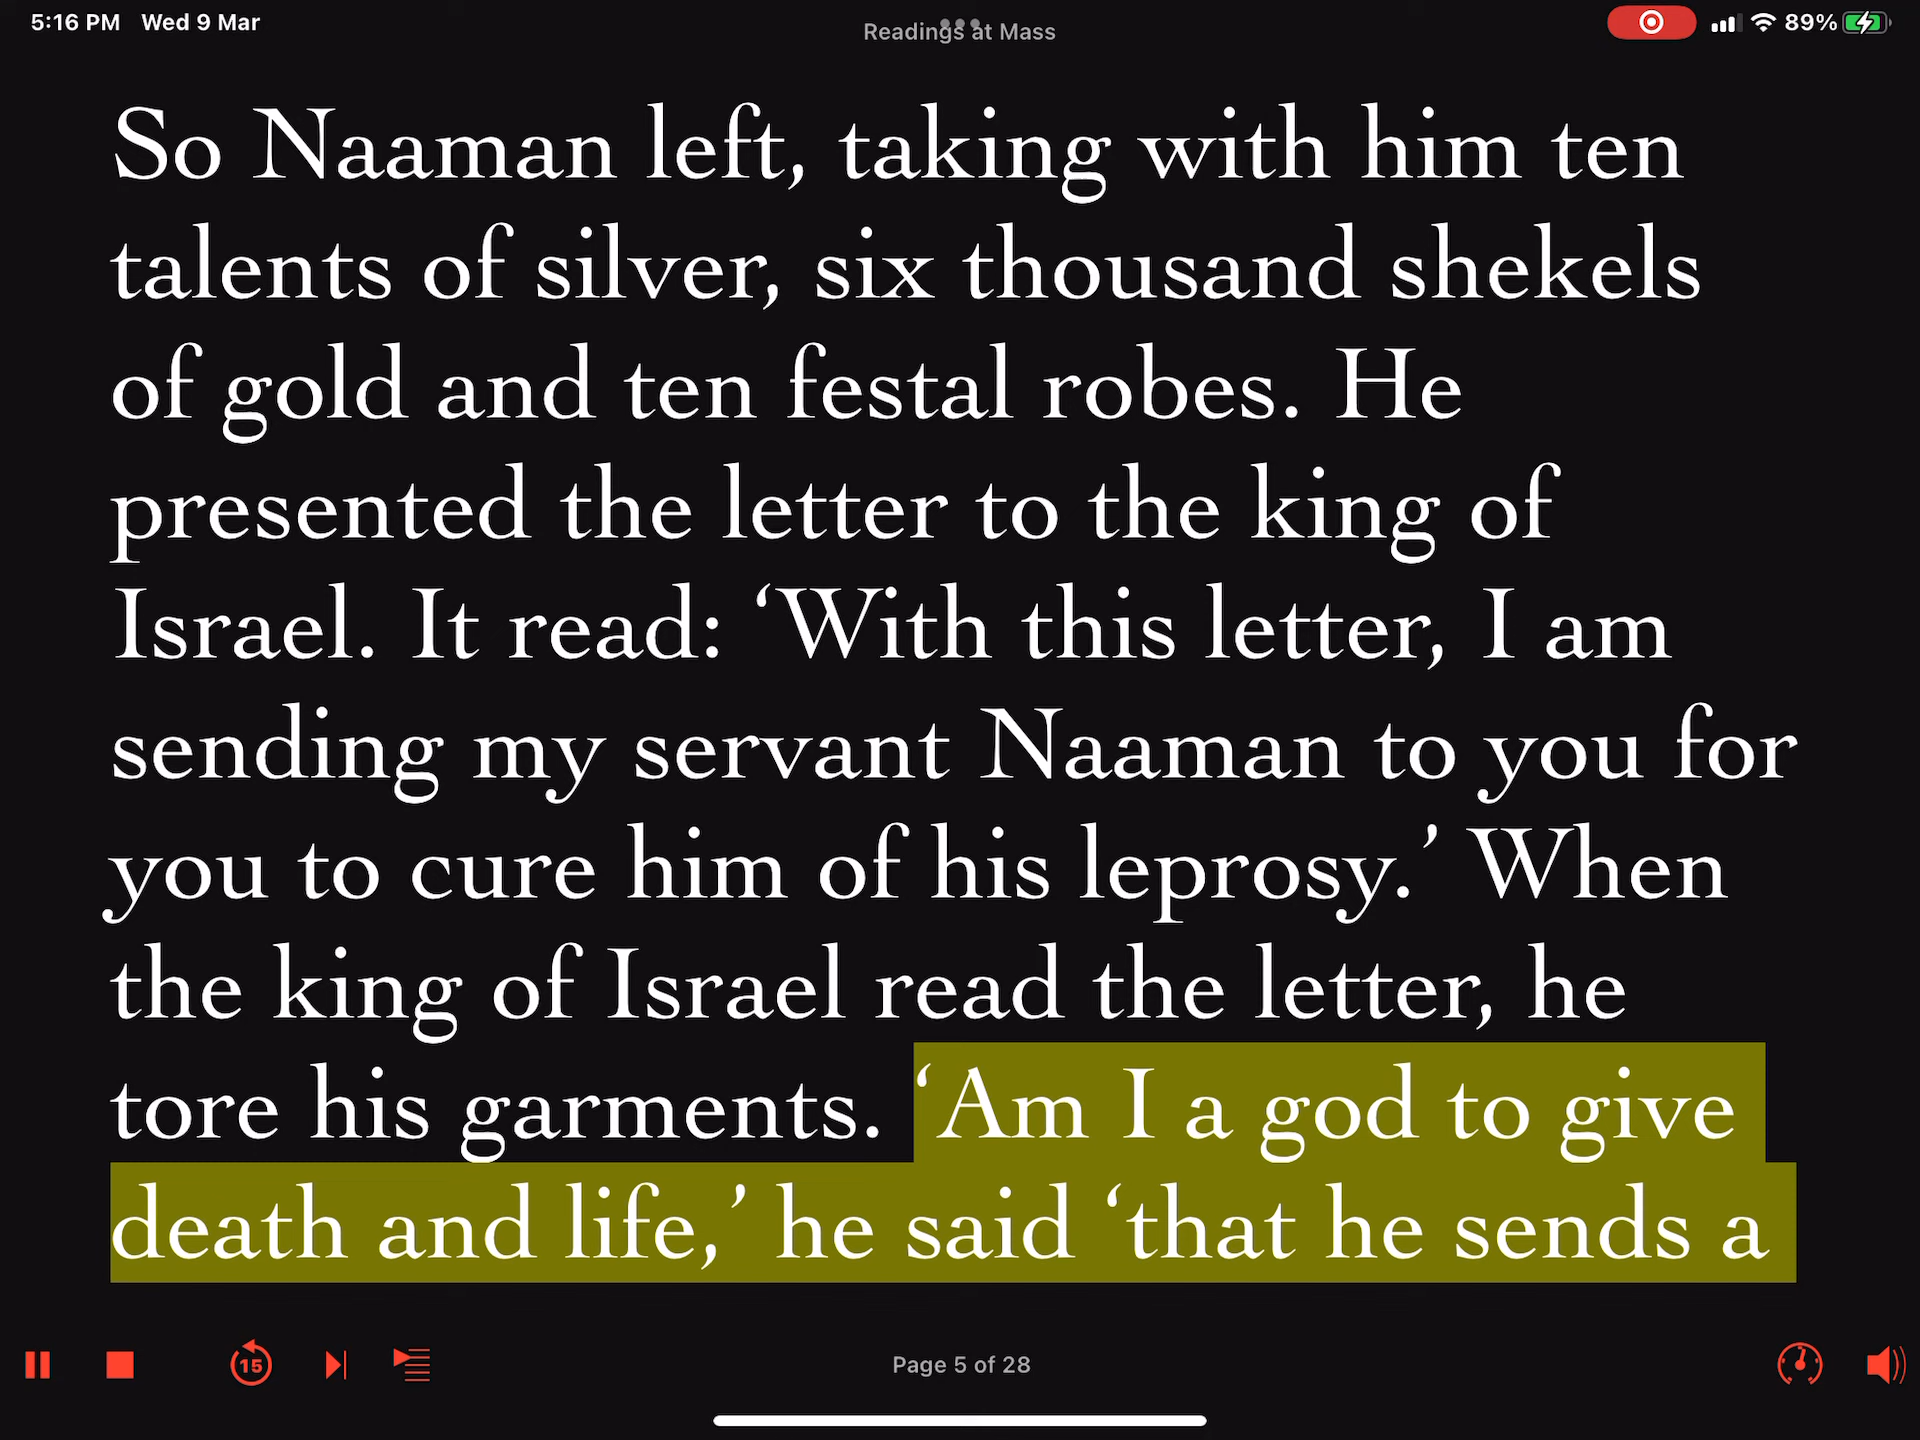 5:16 PM Wed 9 Mar
Readings at Mass
89%
So Naaman left, taking with him ten
talents of silver, six thousand shekels
of gold and ten festal robes. He
presented the letter to the king of
Israel. It read: ‘With this letter, I am
sending my servant Naaman to you for
you to cure him of his leprosy.’ When
the king of Israel read the letter, he
tore his garments. ‘Am I a god to give
death and life,’ he said ‘that he sends a
15
Page 5 of 28